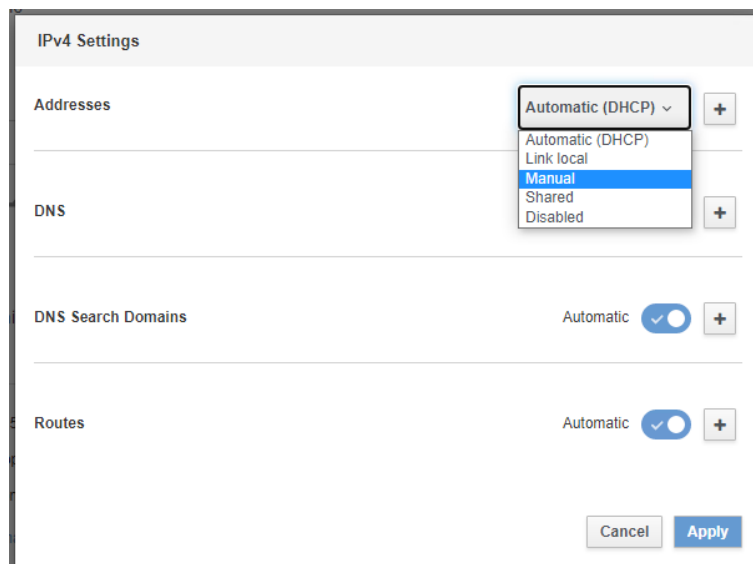 IPv4 Settings
Addresses
Automatic (DHCP)
Automatic (DHCP)
Link local
Manual
Shared
Disabled
DNS
DNS Search Domains
Automatic
Routes
Automatic
Cancel
Apply